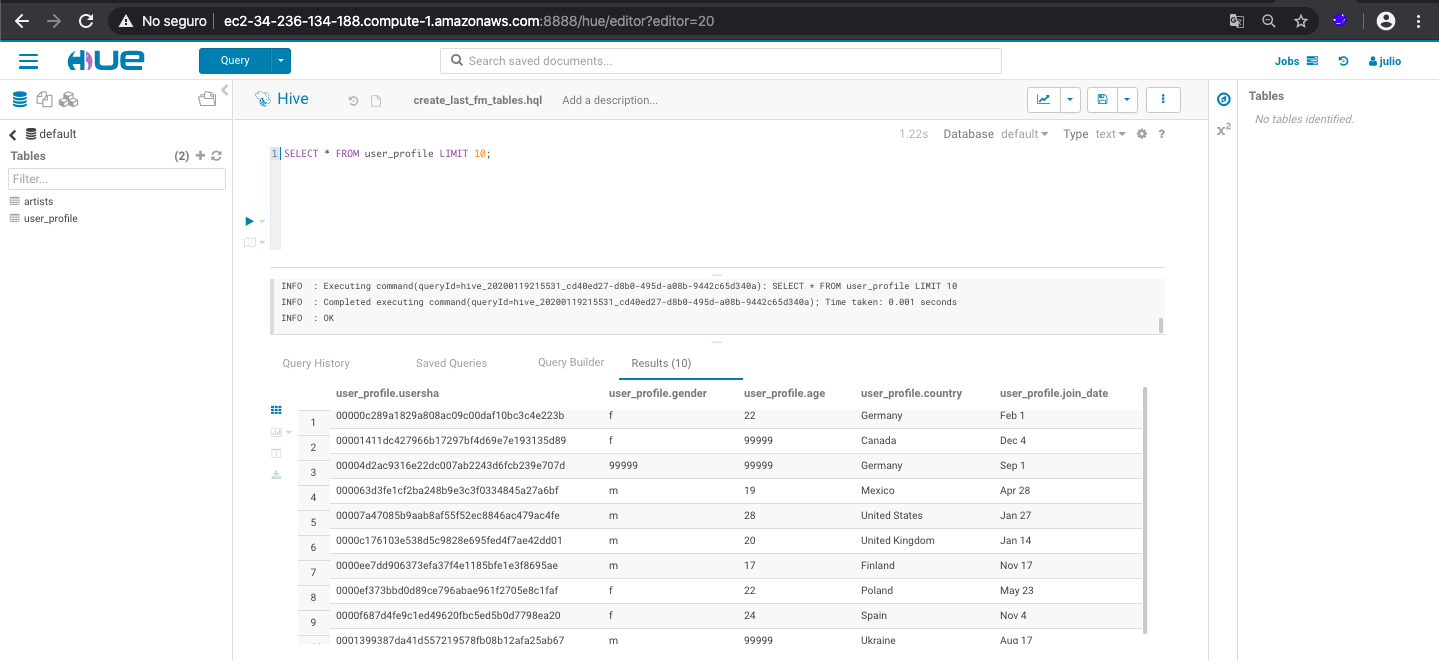 No seguro ec2-34-236-134-188.compute-1.amazonaws.com:8888/hue/editor?editor=20
HUE Query Search saved documents... Jobs julio
Hive create_last_fm_tables.hql Add a description... Tables
No tables identified.
x2
default
1.22s Database default Type text ?
Tables (2)
1 SELECT * FROM user_profile LIMIT 10;
Filter...
artists
user_profile
INFO : Executing command(queryId=hive_20200119215531_cd40ed27-d8b0-495d-a08b-9442c65d340a): SELECT * FROM user_profile LIMIT 10
INFO : Completed executing command(queryId=hive_20200119215531_cd40ed27-d8b0-495d-a08b-9442c65d340a); Time taken: 0.001 seconds
INFO : OK
Query History Saved Queries Query Builder Results (10)
user_profile.usersha user_profile.gender user_profile.age user_profile.country user_profile.join_date
1 00000c289a1829a808ac09c00daf10bc3c4e223b f 22 Germany Feb 1
2 00001411dc427966b17297bf4d69e7e193135d89 f 99999 Canada Dec 4
3 00004d2ac9316e22dc007ab2243d6fcb239e707d 99999 99999 Germany Sep 1
4 000063d3fe1cf2ba248b9e3c3f0334845a27a6bf m 19 Mexico Apr 28
5 00007a47085b9aab8af55f52ec8846ac479ac4fe m 28 United States Jan 27
6 0000c176103e538d5c9828e695fed4f7ae42dd01 m 20 United Kingdom Jan 14
7 0000ee7dd906373efa37f4e1185bfe1e3f8695ae m 17 Finland Nov 17
8 0000ef373bbd0d89ce796abae961f2705e8c1faf f 22 Poland May 23
9 0000f687d4fe9c1ed49620fbc5ed5b0d7798ea20 f 24 Spain Nov 4
0001399387da41d557219578fb08b12afa25ab67 m 99999 Ukraine Aug 17